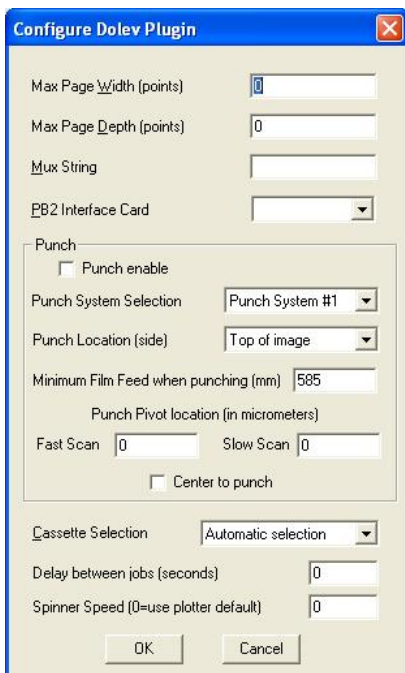 Configure Dolev Plugin
Max Page Width (points) 0
Max Page Depth (points) 0
Mux String
PB2 Interface Card
Punch
Punch enable
Punch System Selection Punch System #1
Punch Location (side) Top of image
Minimum Film Feed when punching (mm) 585
Punch Pivot location (in micrometers)
Fast Scan 0 Slow Scan 0
Center to punch
Cassette Selection Automatic selection
Delay between jobs (seconds) 0
Spinner Speed (0=use plotter default) 0
OK Cancel